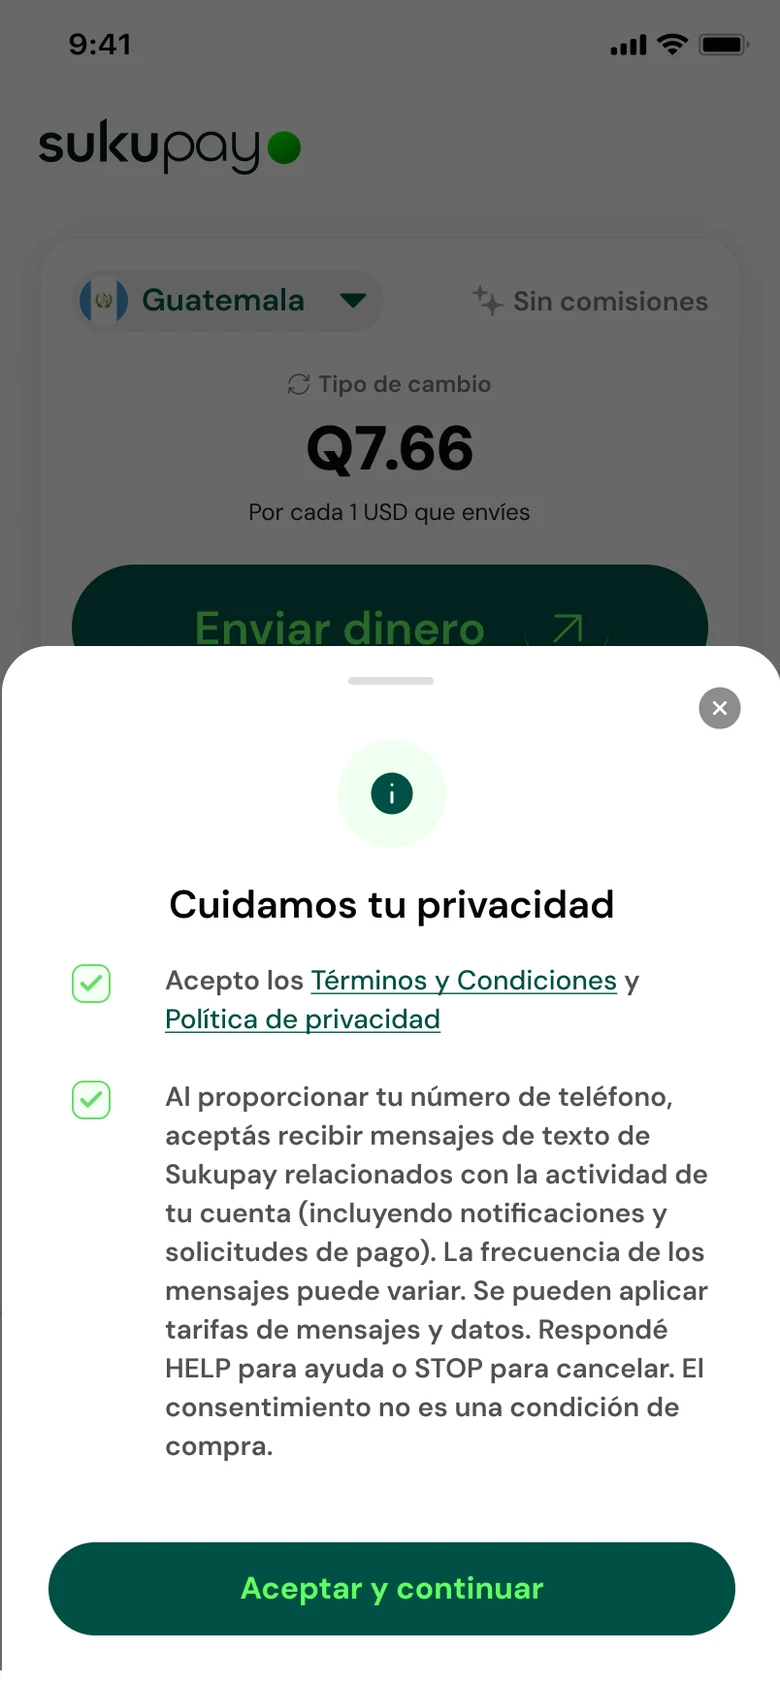 9:41
sukupay
Guatemala
Sin comisiones
Tipo de cambio
Q7.66
Por cada 1 USD que envíes
Enviar dinero
Cuidamos tu privacidad
Acepto los Términos y Condiciones y
Política de privacidad
Al proporcionar tu número de teléfono,
aceptás recibir mensajes de texto de
Sukupay relacionados con la actividad de
tu cuenta (incluyendo notificaciones y
solicitudes de pago). La frecuencia de los
mensajes puede variar. Se pueden aplicar
tarifas de mensajes y datos. Respondé
HELP para ayuda o STOP para cancelar. El
consentimiento no es una condición de
compra.
Aceptar y continuar